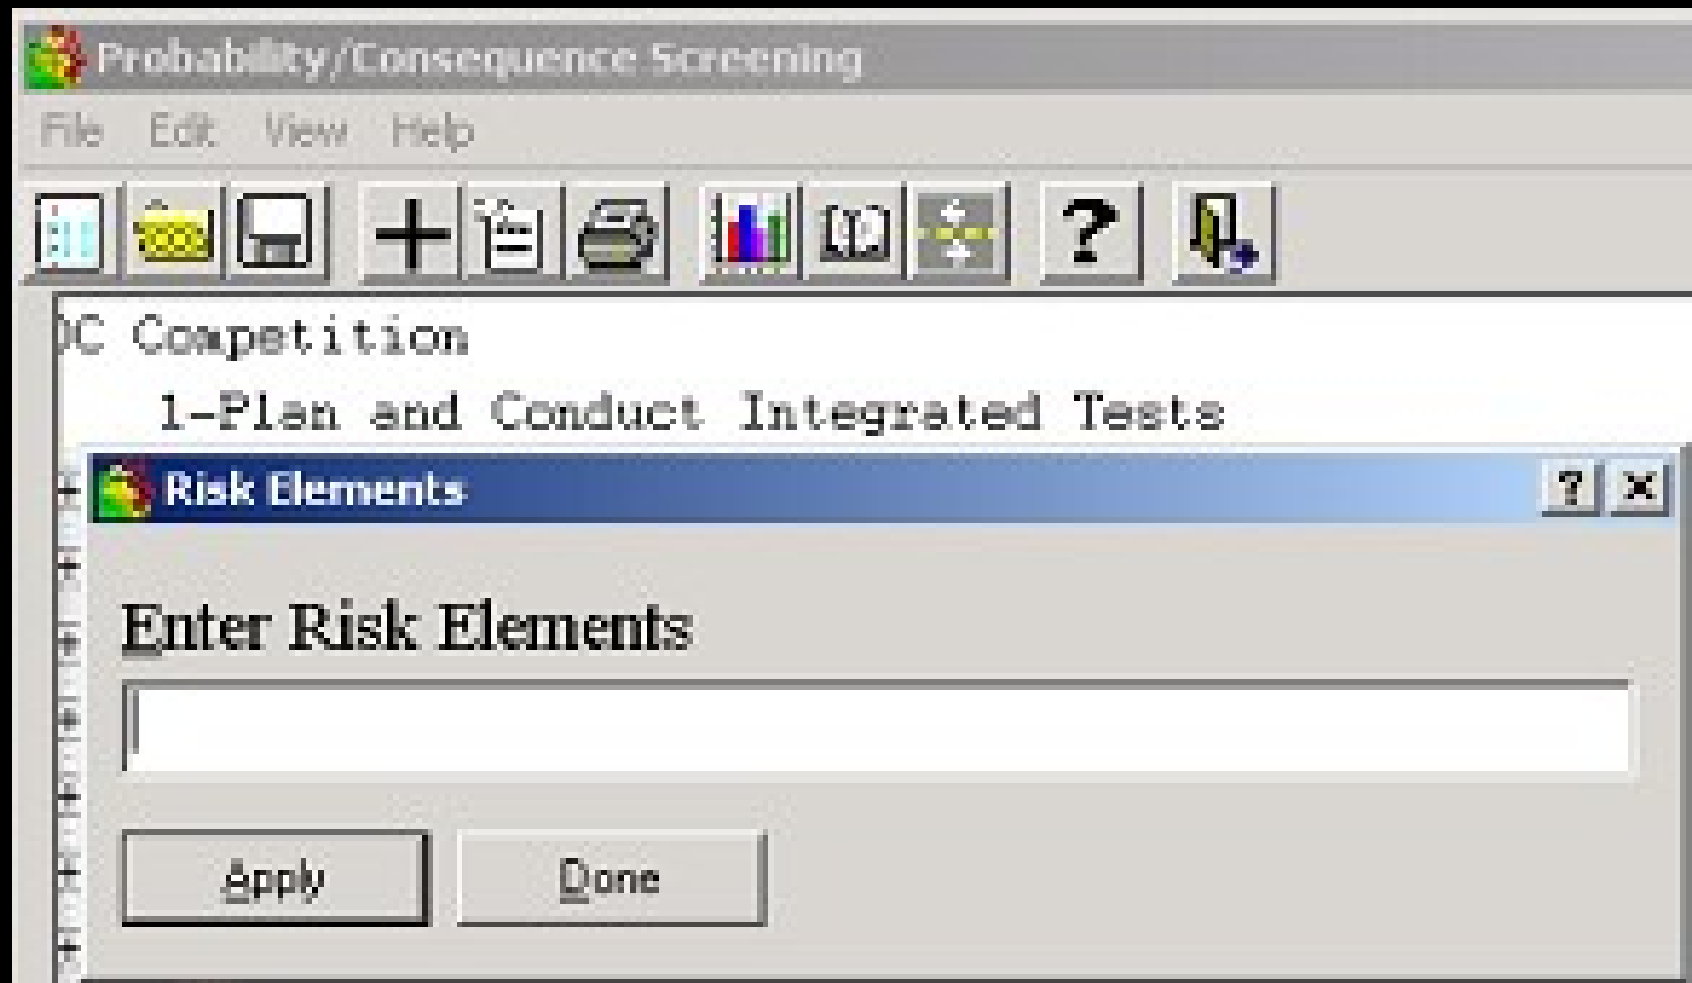 Probability/Consequence Screening
File Edit View Help
?
C Competition
1-Plan and Conduct Integrated Tests
Risk Elements ? X
Enter Risk Elements
Apply Done